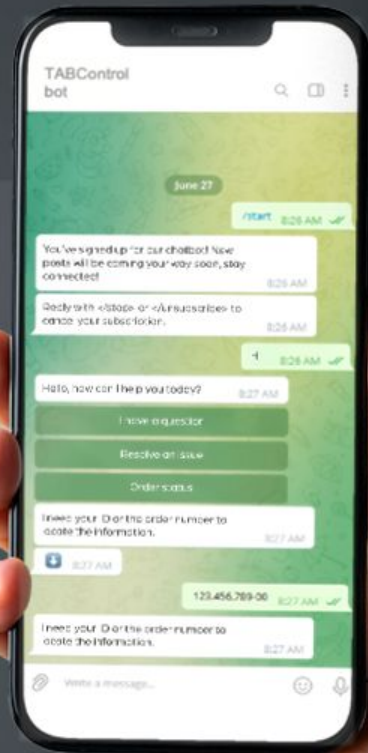 TABControl
bot
June 27
/start 8:26 AM
You've signed up for our chatbot! New
posts will be coming your way soon, stay
connected!
8:26 AM
Reply with </stop> or </unsubscribe> to
cancel your subscription.
8:26 AM
8:26 AM
Hello, how can I help you today?
8:27 AM
I have a question
Resolve an issue
Order status
I need your ID or the order number to
locate the information.
8:27 AM
8:27 AM
123.456.789-00 8:27 AM
I need your ID or the order number to
locate the information.
8:27 AM
Write a message...